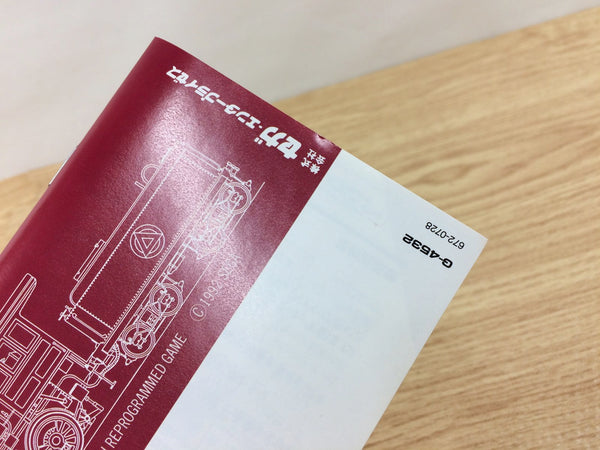 株式会社 セガ・エンタープライゼス
REPROGRAMMED GAME ©1992 SEGA
G-4532
672-0728